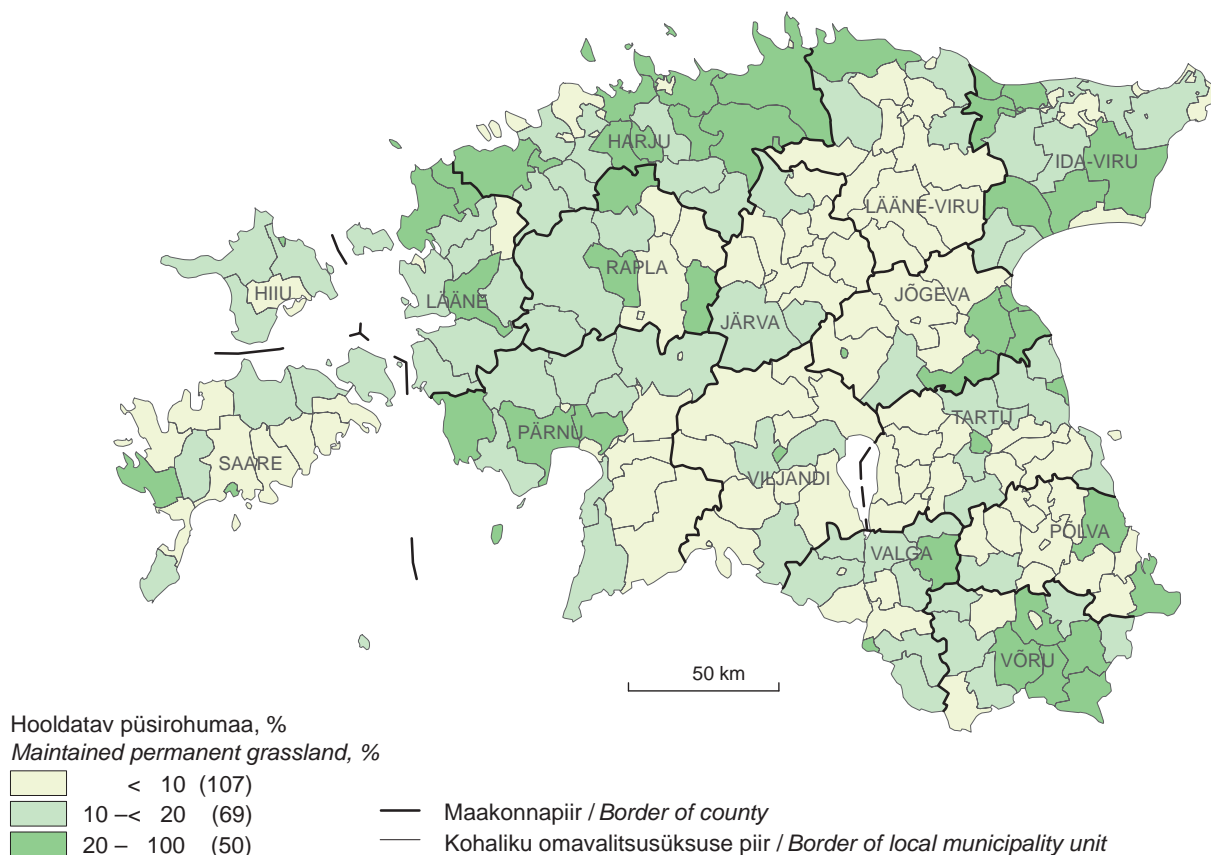 HARJU
IDA-VIRU
LÄÄNE-VIRU
RAPLA
HIIU
LÄÄNE
JÕGEVA
JÄRVA
TARTU
PÄRNU
SAARE
VILJANDI
PÕLVA
VALGA
VÕRU
50 km
Hooldatav püsirohumaa, %
Maintained permanent grassland, %
< 10 (107)
10 –< 20 (69)
20 – 100 (50)
Maakonnapiir / Border of county
Kohaliku omavalitsusüksuse piir / Border of local municipality unit